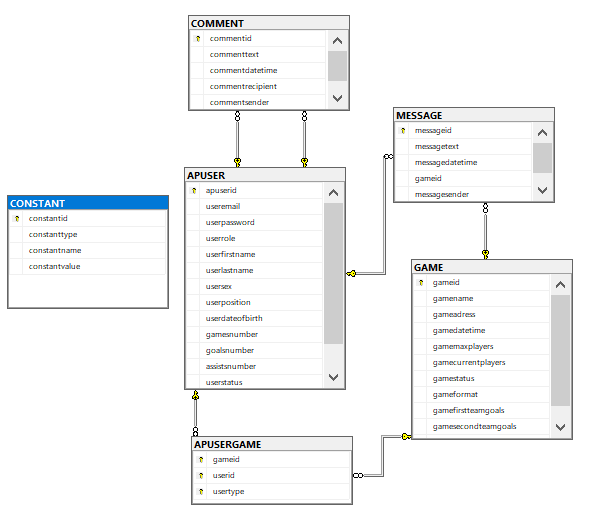 COMMENT
commentid
commenttext
commentdatetime
commentrecipient
commentsender
MESSAGE
messageid
messagetext
messagedatetime
gameid
messagesender
APUSER
apuserid
useremail
userpassword
userrole
userfirstname
userlastname
usersex
userposition
userdateofbirth
gamesnumber
goalsnumber
assistsnumber
userstatus
CONSTANT
constantid
constanttype
constantname
constantvalue
GAME
gameid
gamename
gameadress
gamedatetime
gamemaxplayers
gamecurrentplayers
gamestatus
gameformat
gamefirstteamgoals
gamesecondteamgoals
APUSERGAME
gameid
userid
usertype